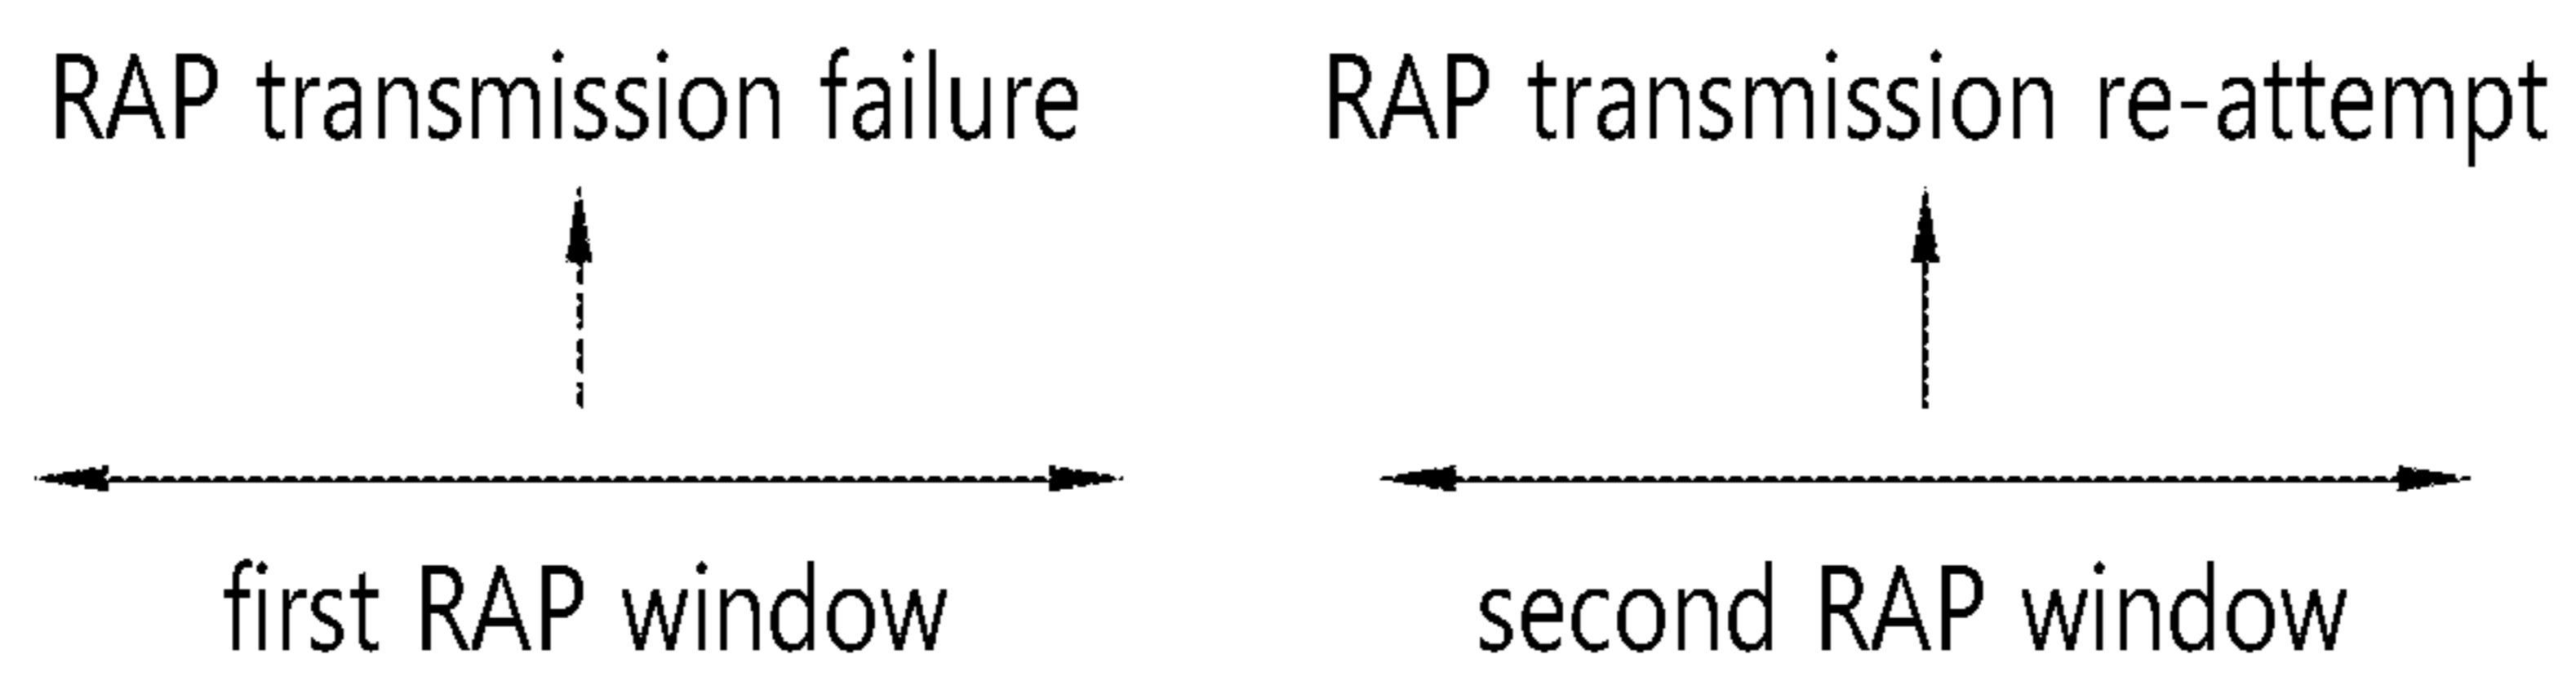 RAP transmission failure
RAP transmission re-attempt
first RAP window
second RAP window